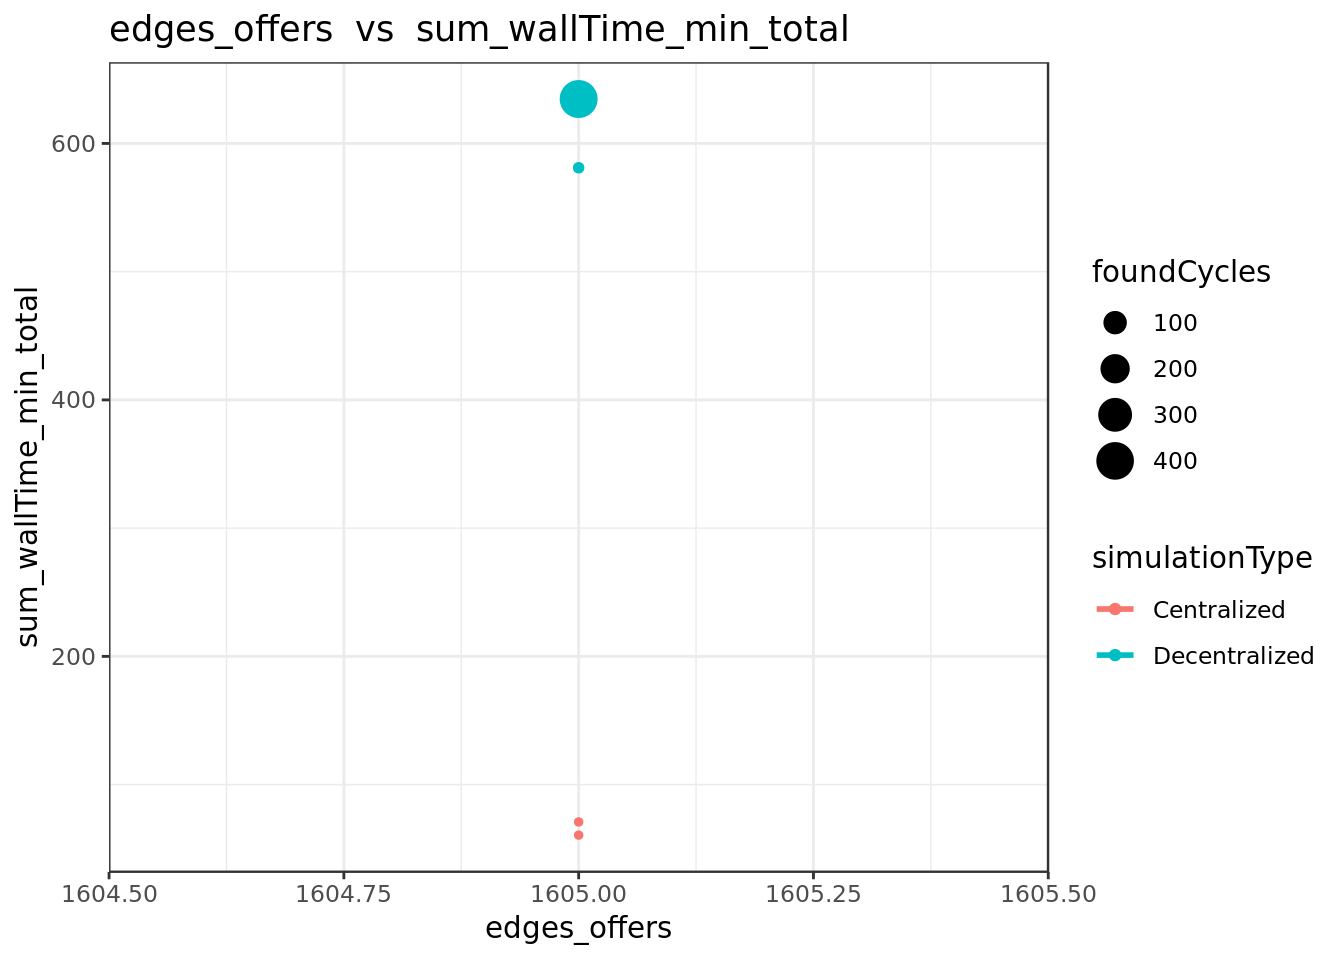 edges_offers vs sum_wallTime_min_total
sum_wallTime_min_total
600
400
200
1604.50 1604.75 1605.00 1605.25 1605.50
edges_offers
foundCycles
100
200
300
400
simulationType
Centralized
Decentralized